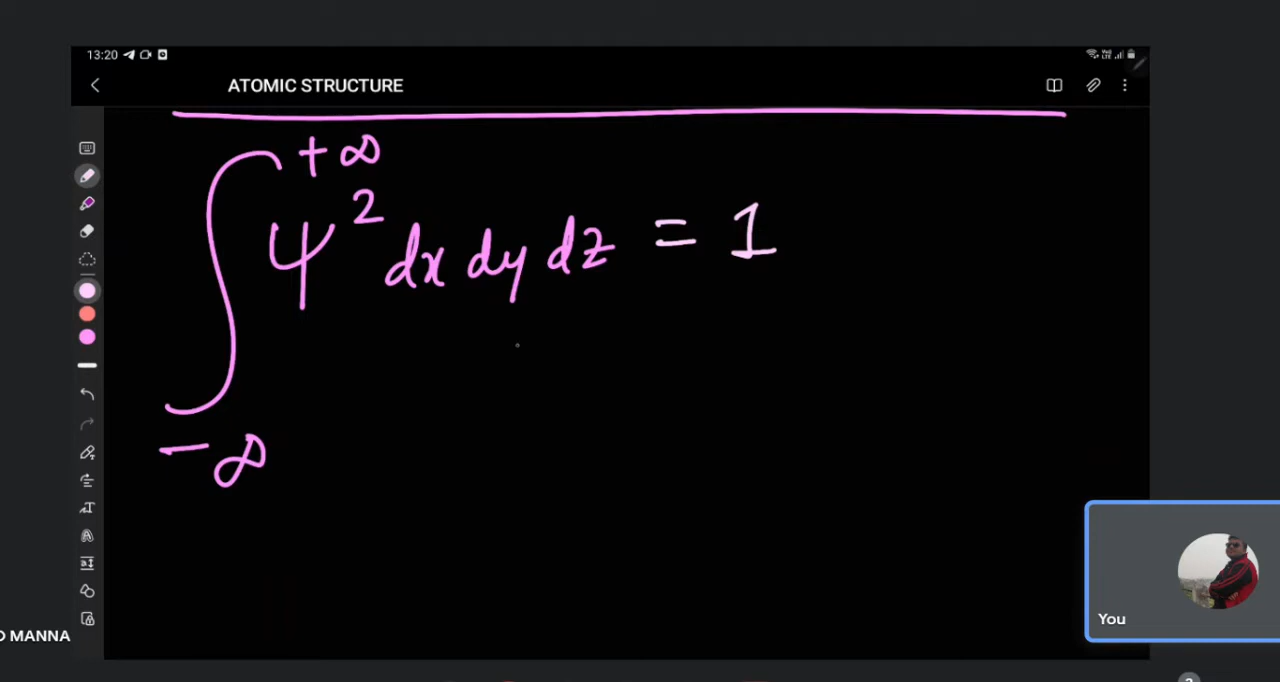 13:20
ATOMIC STRUCTURE
+∞
∫ ψ² dx dy dz = 1
-∞
You
MANNA